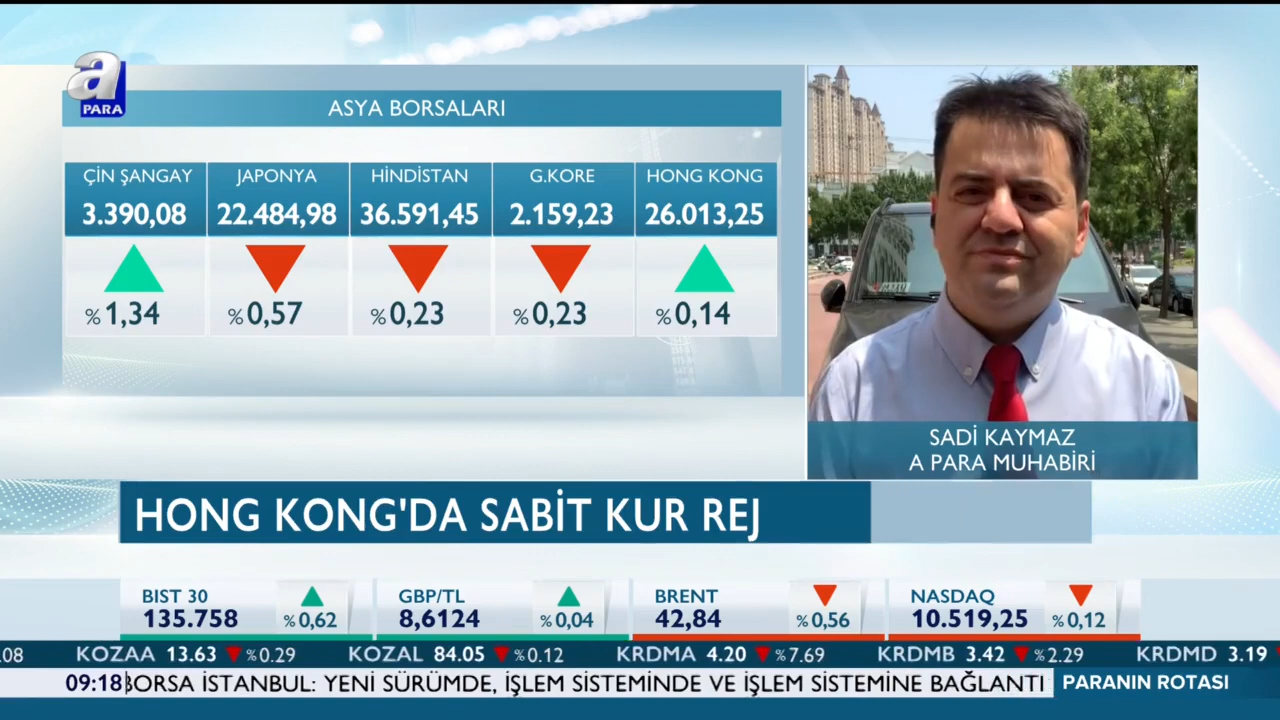 a
PARA
ASYA BORSALARI
ÇİN ŞANGAY JAPONYA HİNDİSTAN G.KORE HONG KONG
3.390,08 22.484,98 36.591,45 2.159,23 26.013,25
%1,34 %0,57 %0,23 %0,23 %0,14
SADİ KAYMAZ
A PARA MUHABİRİ
HONG KONG'DA SABİT KUR REJ
BIST 30 GBP/TL BRENT NASDAQ
135.758 %0,62 8,6124 %0,04 42,84 %0,56 10.519,25 %0,12
.08 KOZAA 13.63 %0.29 KOZAL 84.05 %0.12 KRDMA 4.20 %7.69 KRDMB 3.42 %2.29 KRDMD 3.19
09:18 BORSA İSTANBUL: YENİ SÜRÜMDE, İŞLEM SİSTEMİNDE VE İŞLEM SİSTEMİNE BAĞLANTI PARANIN ROTASI